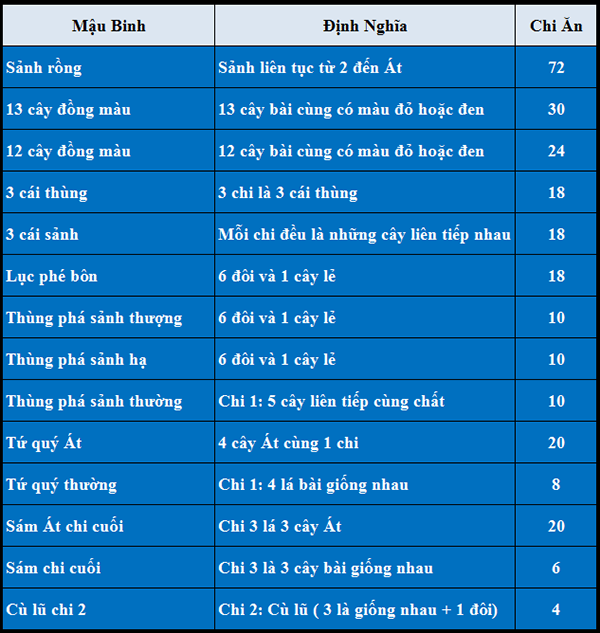 Mậu Binh Định Nghĩa Chi Ăn
Sảnh rồng Sảnh liên tục từ 2 đến Át 72
13 cây đồng màu 13 cây bài cùng có màu đỏ hoặc đen 30
12 cây đồng màu 12 cây bài cùng có màu đỏ hoặc đen 24
3 cái thùng 3 chi là 3 cái thùng 18
3 cái sảnh Mỗi chi đều là những cây liên tiếp nhau 18
Lục phé bôn 6 đôi và 1 cây lẻ 18
Thùng phá sảnh thượng 6 đôi và 1 cây lẻ 10
Thùng phá sảnh hạ 6 đôi và 1 cây lẻ 10
Thùng phá sảnh thường Chi 1: 5 cây liên tiếp cùng chất 10
Tứ quý Át 4 cây Át cùng 1 chi 20
Tứ quý thường Chi 1: 4 lá bài giống nhau 8
Sám Át chi cuối Chi 3 lá 3 cây Át 20
Sám chi cuối Chi 3 là 3 cây bài giống nhau 6
Cù lũ chi 2 Chi 2: Cù lũ ( 3 là giống nhau + 1 đôi) 4